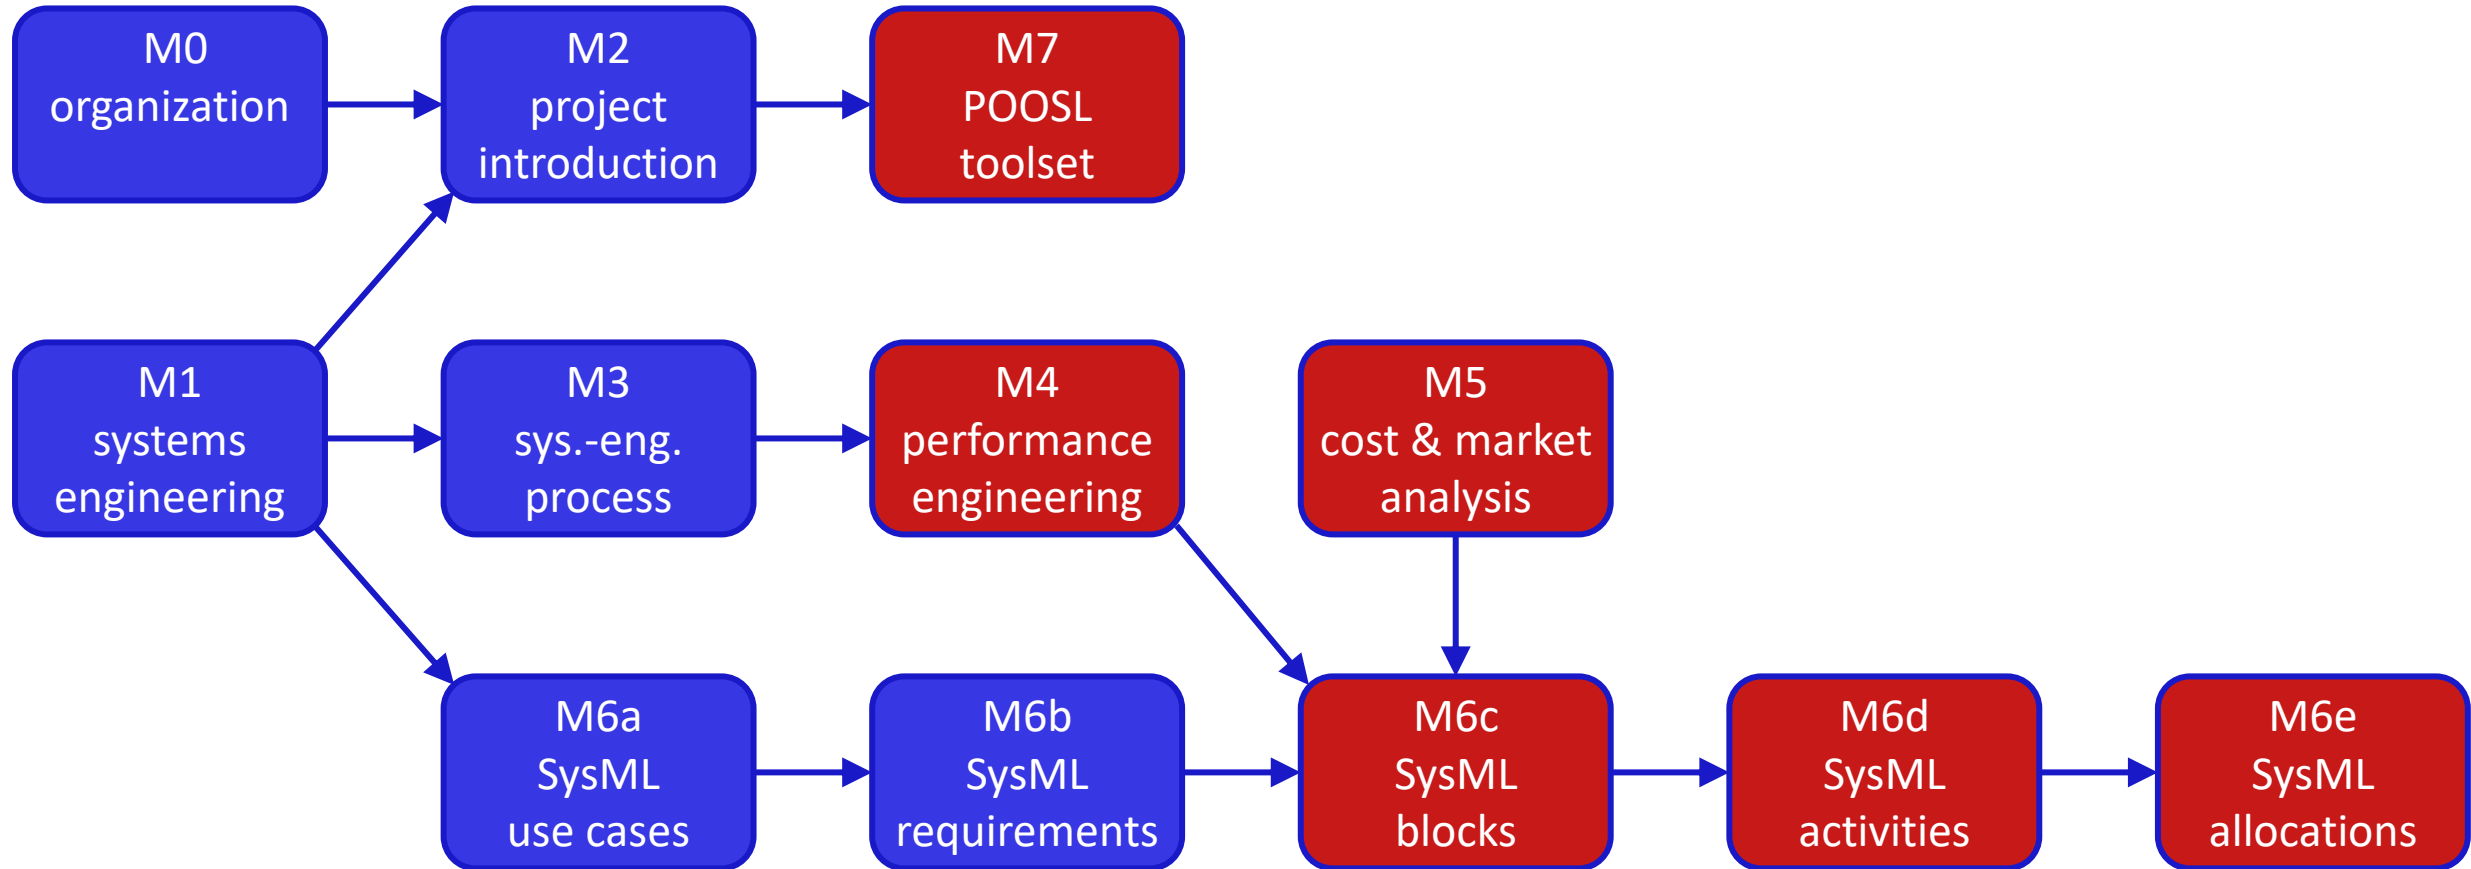 M0
organization
M2
project
introduction
M7
POOSL
toolset
M1
systems
engineering
M3
sys.-eng.
process
M4
performance
engineering
M5
cost & market
analysis
M6a
SysML
use cases
M6b
SysML
requirements
M6c
SysML
blocks
M6d
SysML
activities
M6e
SysML
allocations